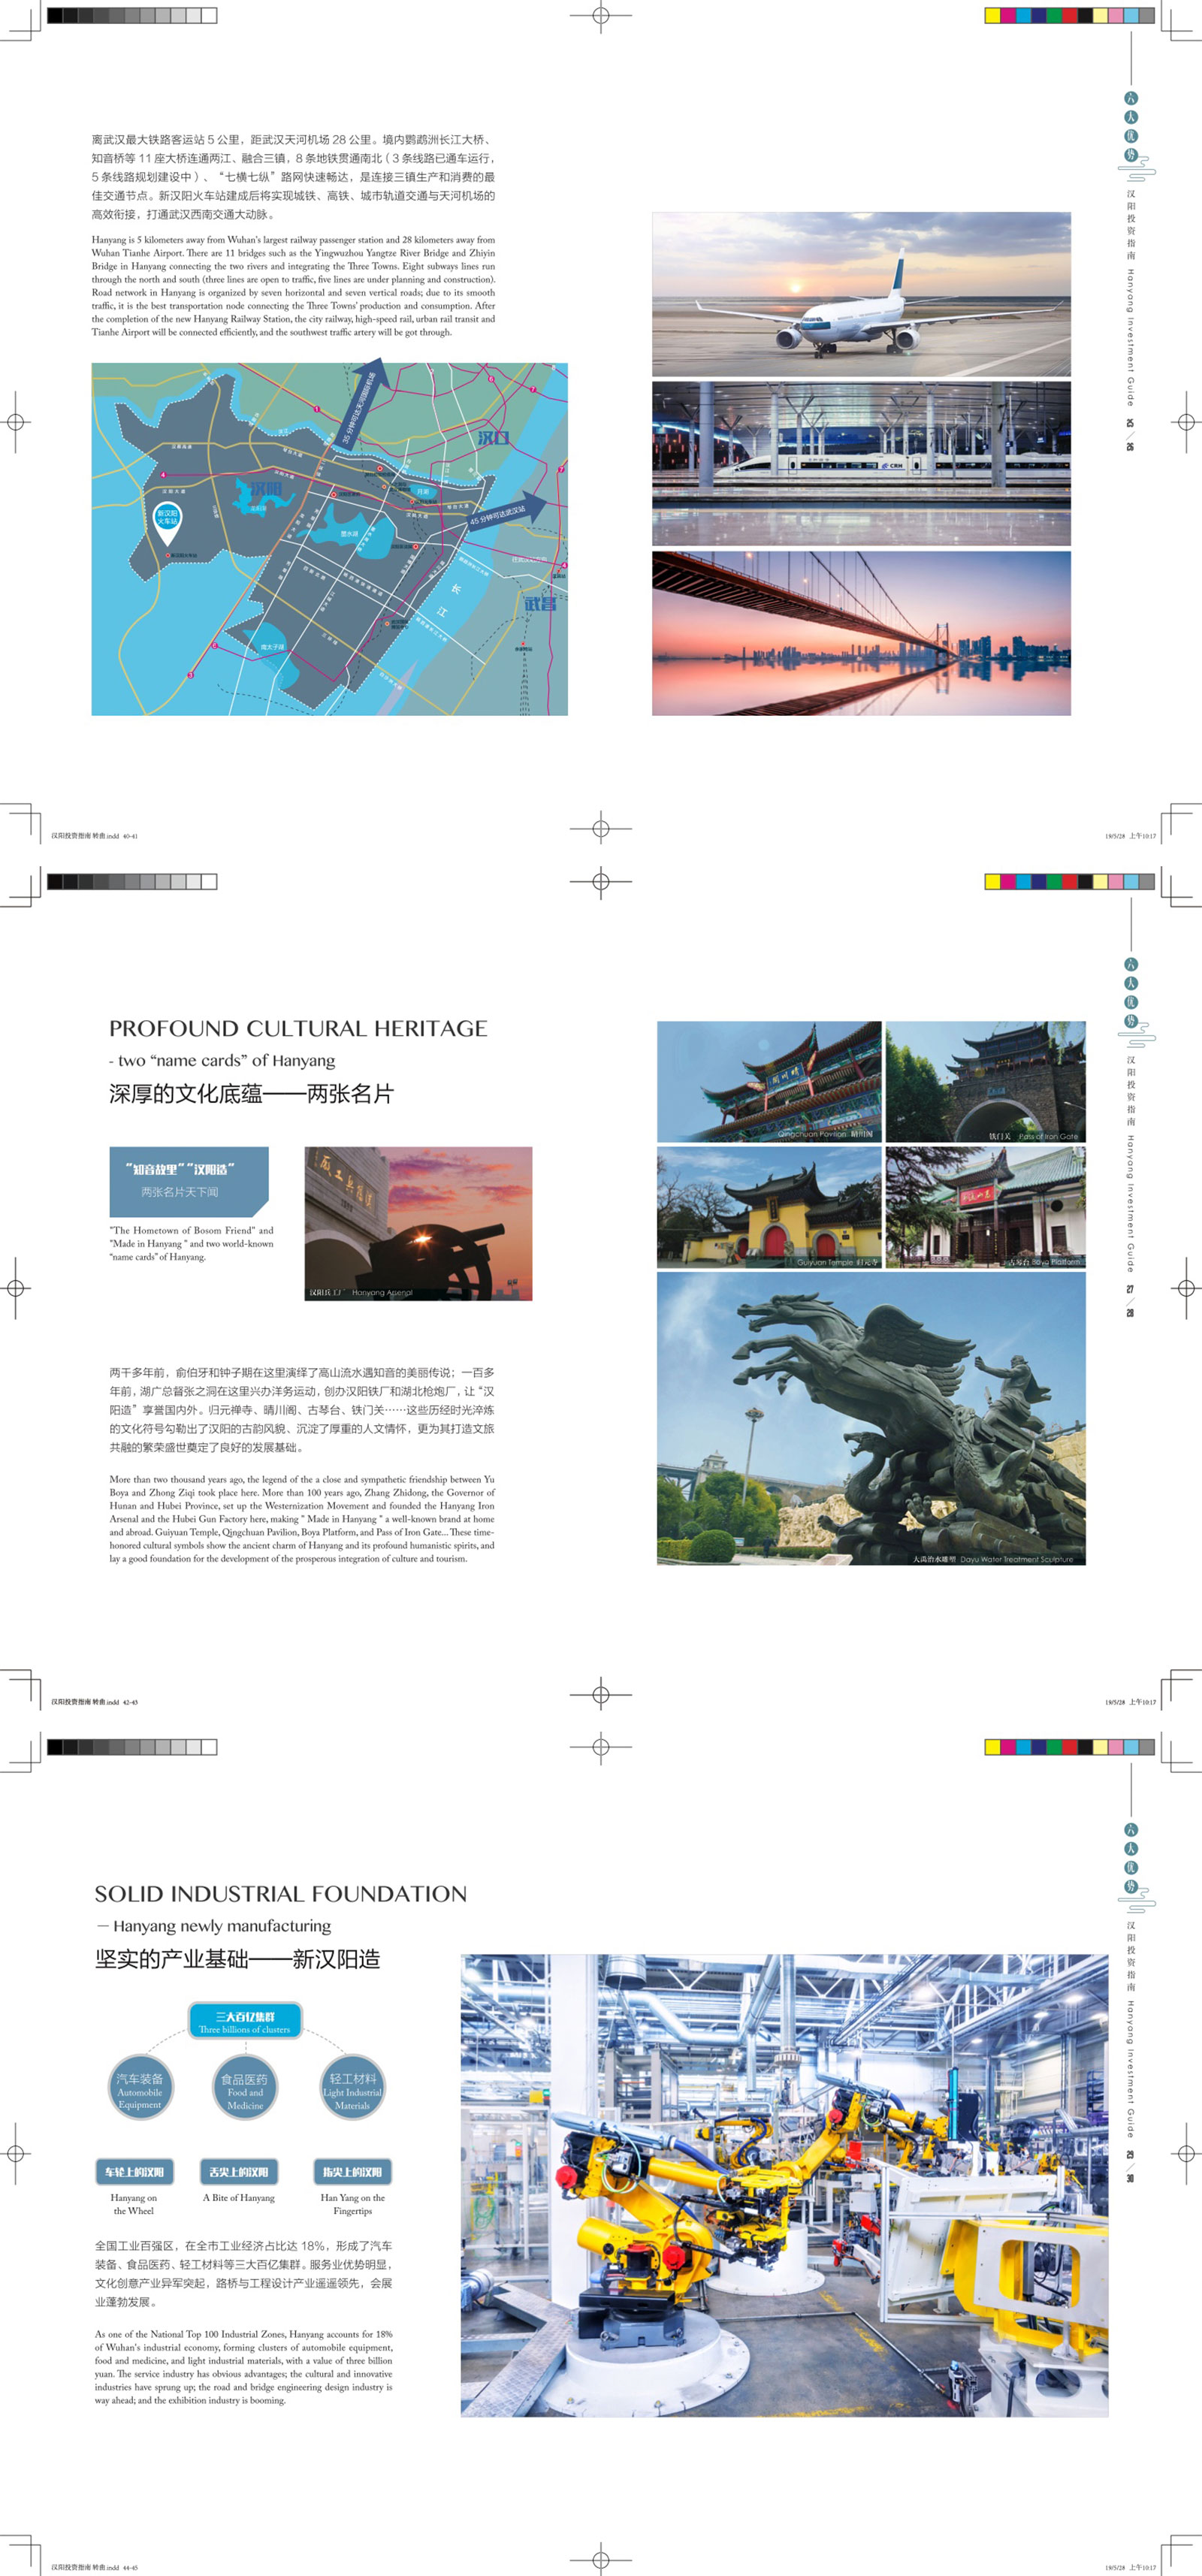 离武汉最大铁路客运站 5 公里，距武汉天河机场 28 公里。境内鹦鹉洲长江大桥、
知音桥等 11 座大桥连通两江、融合三镇，8 条地铁贯通南北（3 条线路已通车运行，
5 条线路规划建设中）、“七横七纵”路网快速畅达，是连接三镇生产和消费的最
佳交通节点。新汉阳火车站建成后将实现城铁、高铁、城市轨道交通与天河机场的
高效衔接，打通武汉西南交通大动脉。
Hanyang is 5 kilometers away from Wuhan's largest railway passenger station and 28 kilometers away from
Wuhan Tianhe Airport. There are 11 bridges such as the Yingwuzhou Yangtze River Bridge and Zhiyin
Bridge in Hanyang connecting the two rivers and integrating the Three Towns. Eight subways lines run
through the north and south (three lines are open to traffic, five lines are under planning and construction).
Road network in Hanyang is organized by seven horizontal and seven vertical roads; due to its smooth
traffic, it is the best transportation node connecting the Three Towns' production and consumption. After
the completion of the new Hanyang Railway Station, the city railway, high-speed rail, urban rail transit and
Tianhe Airport will be connected efficiently, and the southwest traffic artery will be got through.
35 分钟可达天河国际机场
汉口
汉阳
月湖
45 分钟可达武汉站
新汉阳
火车站
墨水湖
汉阳大道
长江
武昌
南太子湖
CRH
六大优势
汉阳投资指南 Hanyang Investment Guide
汉阳投资指南 转曲.indd 40-41
19/5/28 上午10:17
PROFOUND CULTURAL HERITAGE
- two “name cards” of Hanyang
深厚的文化底蕴——两张名片
“知音故里”“汉阳造”
两张名片天下闻
"The Hometown of Bosom Friend" and
"Made in Hanyang " and two world-known
"name cards" of Hanyang.
汉阳兵工厂 Hanyang Arsenal
两千多年前，俞伯牙和钟子期在这里演绎了高山流水遇知音的美丽传说；一百多
年前，湖广总督张之洞在这里兴办洋务运动，创办汉阳铁厂和湖北枪炮厂，让“汉
阳造”享誉国内外。归元禅寺、晴川阁、古琴台、铁门关……这些历经时光淬炼
的文化符号勾勒出了汉阳的古韵风貌、沉淀了厚重的人文情怀，更为其打造文旅
共融的繁荣盛世奠定了良好的发展基础。
More than two thousand years ago, the legend of the a close and sympathetic friendship between Yu
Boya and Zhong Ziqi took place here. More than 100 years ago, Zhang Zhidong, the Governor of
Hunan and Hubei Province, set up the Westernization Movement and founded the Hanyang Iron
Arsenal and the Hubei Gun Factory here, making " Made in Hanyang " a well-known brand at home
and abroad. Guiyuan Temple, Qingchuan Pavilion, Boya Platform, and Pass of Iron Gate... These time-
honored cultural symbols show the ancient charm of Hanyang and its profound humanistic spirits, and
lay a good foundation for the development of the prosperous integration of culture and tourism.
Qingchuan Pavilion 晴川阁
铁门关 Pass of Iron Gate
Guiyuan Temple 归元寺
古琴台 Boya Platform
大禹治水雕塑 Dayu Water Treatment Sculpture
六大优势
汉阳投资指南 Hanyang Investment Guide 27/28
汉阳投资指南 转曲.indd 42-43
19/5/28 上午10:17
SOLID INDUSTRIAL FOUNDATION
— Hanyang newly manufacturing
坚实的产业基础——新汉阳造
三大百亿集群
Three billions of clusters
汽车装备
Automobile
Equipment
食品医药
Food and
Medicine
轻工材料
Light Industrial
Materials
车轮上的汉阳
Hanyang on
the Wheel
舌尖上的汉阳
A Bite of Hanyang
指尖上的汉阳
Han Yang on the
Fingertips
全国工业百强区，在全市工业经济占比达 18%，形成了汽车
装备、食品医药、轻工材料等三大百亿集群。服务业优势明显，
文化创意产业异军突起，路桥与工程设计产业遥遥领先，会展
业蓬勃发展。
As one of the National Top 100 Industrial Zones, Hanyang accounts for 18%
of Wuhan's industrial economy, forming clusters of automobile equipment,
food and medicine, and light industrial materials, with a value of three billion
yuan. The service industry has obvious advantages; the cultural and innovative
industries have sprung up; the road and bridge engineering design industry is
way ahead; and the exhibition industry is booming.
六大优势
汉阳投资指南 Hanyang Investment Guide
汉阳投资指南 转曲.indd 44-45
19/5/28 上午10:17